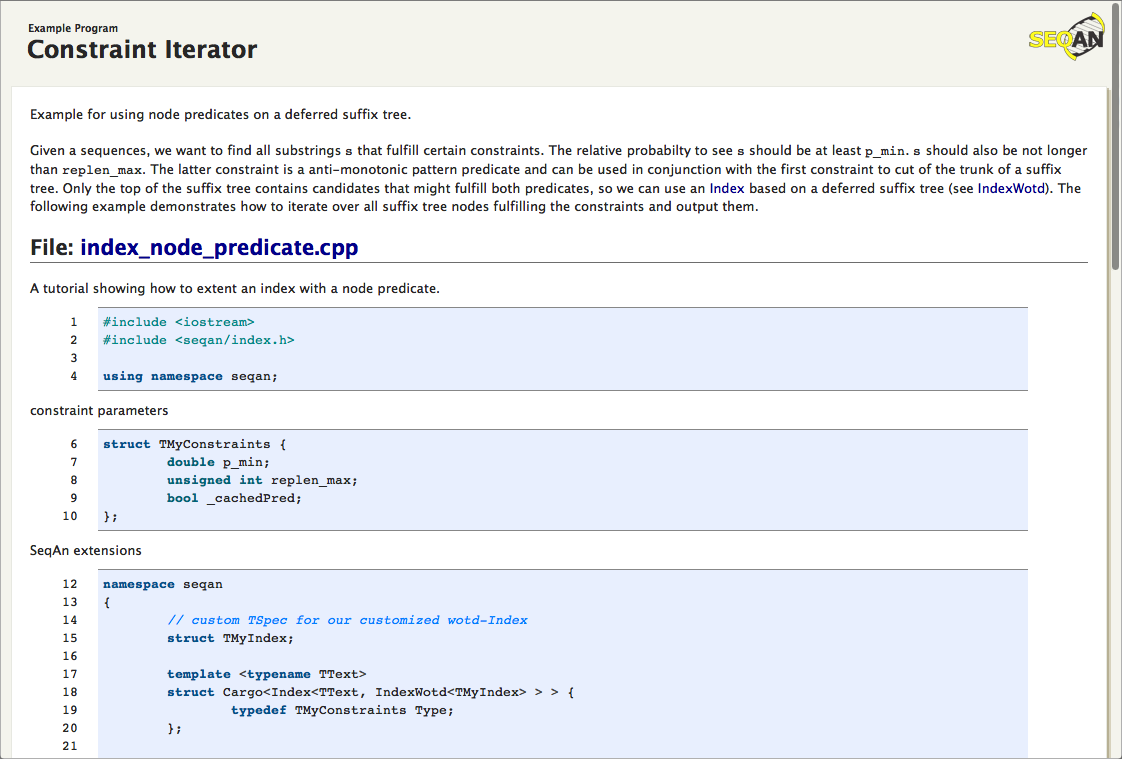 Example Program
Constraint Iterator
SEQAN
Example for using node predicates on a deferred suffix tree.
Given a sequences, we want to find all substrings s that fulfill certain constraints. The relative probabilty to see s should be at least p_min. s should also be not longer
than replen_max. The latter constraint is a anti-monotonic pattern predicate and can be used in conjunction with the first constraint to cut of the trunk of a suffix
tree. Only the top of the suffix tree contains candidates that might fulfill both predicates, so we can use an Index based on a deferred suffix tree (see IndexWotd). The
following example demonstrates how to iterate over all suffix tree nodes fulfilling the constraints and output them.
File: index_node_predicate.cpp
A tutorial showing how to extent an index with a node predicate.
1 #include <iostream>
2 #include <seqan/index.h>
3
4 using namespace seqan;
constraint parameters
6 struct TMyConstraints {
7 double p_min;
8 unsigned int replen_max;
9 bool _cachedPred;
10 };
SeqAn extensions
12 namespace seqan
13 {
14 // custom TSpec for our customized wotd-Index
15 struct TMyIndex;
16
17 template <typename TText>
18 struct Cargo<Index<TText, IndexWotd<TMyIndex> > > {
19 typedef TMyConstraints Type;
20 };
21